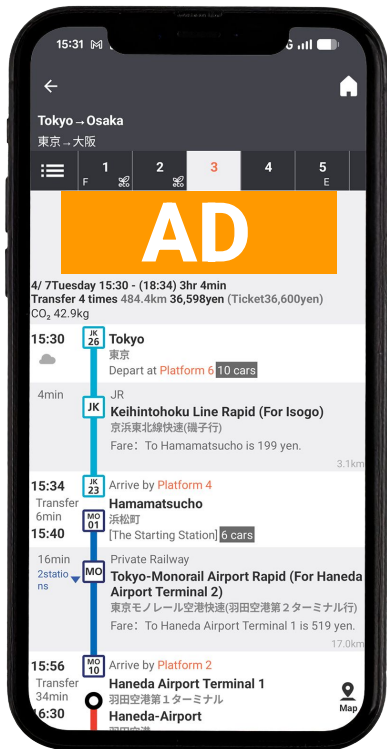 15:31
Tokyo→Osaka
東京→大阪
1 2 3 4 5
F eco eco E
AD
4/ 7Tuesday 15:30 - (18:34) 3hr 4min
Transfer 4 times 484.4km 36,598yen (Ticket36,600yen)
CO₂ 42.9kg
15:30 JK 26 Tokyo
東京
Depart at Platform 6 10 cars
4min JR
JK Keihintohoku Line Rapid (For Isogo)
京浜東北線快速(磯子行)
Fare: To Hamamatsucho is 199 yen.
3.1km
15:34 JK 23 Arrive by Platform 4
Transfer Hamamatsucho
6min MO 01 浜松町
15:40 [The Starting Station] 6 cars
16min Private Railway
2statio MO Tokyo-Monorail Airport Rapid (For Haneda
ns Airport Terminal 2)
東京モノレール空港快速(羽田空港第２ターミナル行)
Fare: To Haneda Airport Terminal 1 is 519 yen.
17.0km
15:56 MO 10 Arrive by Platform 2
Transfer Haneda Airport Terminal 1
34min 羽田空港第１ターミナル
Map
16:30 Haneda-Airport